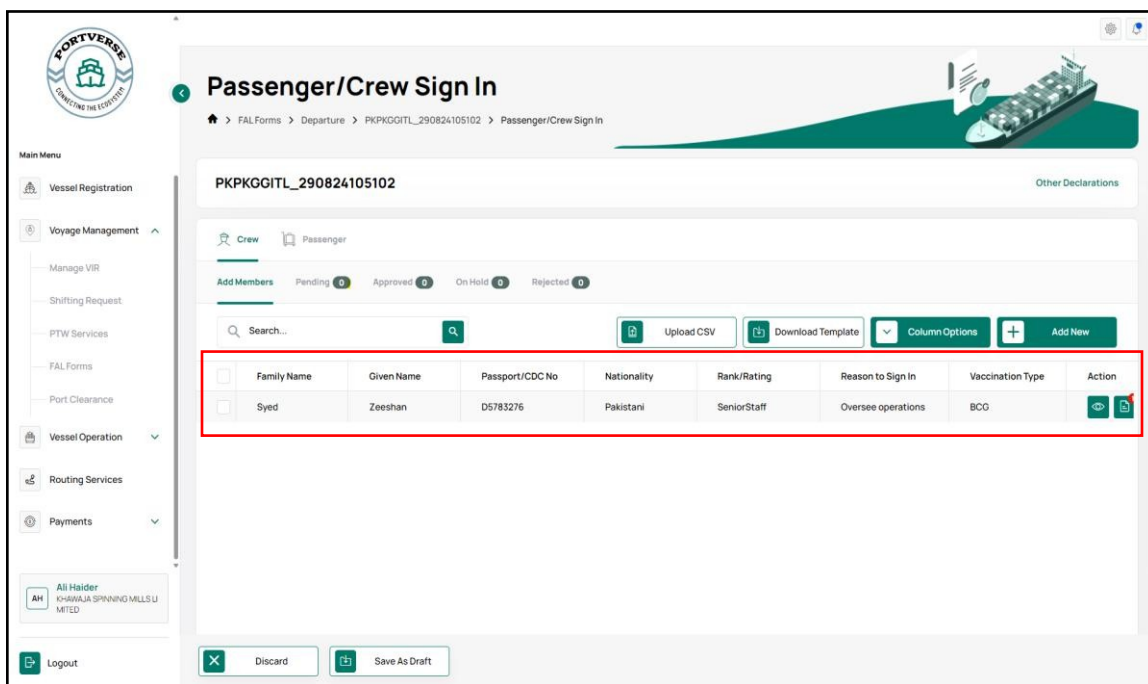 PORTVERSE
CONNECTING THE ECOSYSTEM
Passenger/Crew Sign In
FAL Forms > Departure > PKPKGGITL_290824105102 > Passenger/Crew Sign In
Main Menu
Vessel Registration
Voyage Management
Manage VIR
Shifting Request
PTW Services
FAL Forms
Port Clearance
Vessel Operation
Routing Services
Payments
AH
Ali Haider
KHAWAJA SPINNING MILLS LI
MITED
Logout
PKPKGGITL_290824105102
Other Declarations
Crew Passenger
Add Members Pending 0 Approved 0 On Hold 0 Rejected 0
Search... Upload CSV Download Template Column Options Add New
Family Name Given Name Passport/CDC No Nationality Rank/Rating Reason to Sign In Vaccination Type Action
Syed Zeeshan D5783276 Pakistani SeniorStaff Oversee operations BCG
Discard Save As Draft